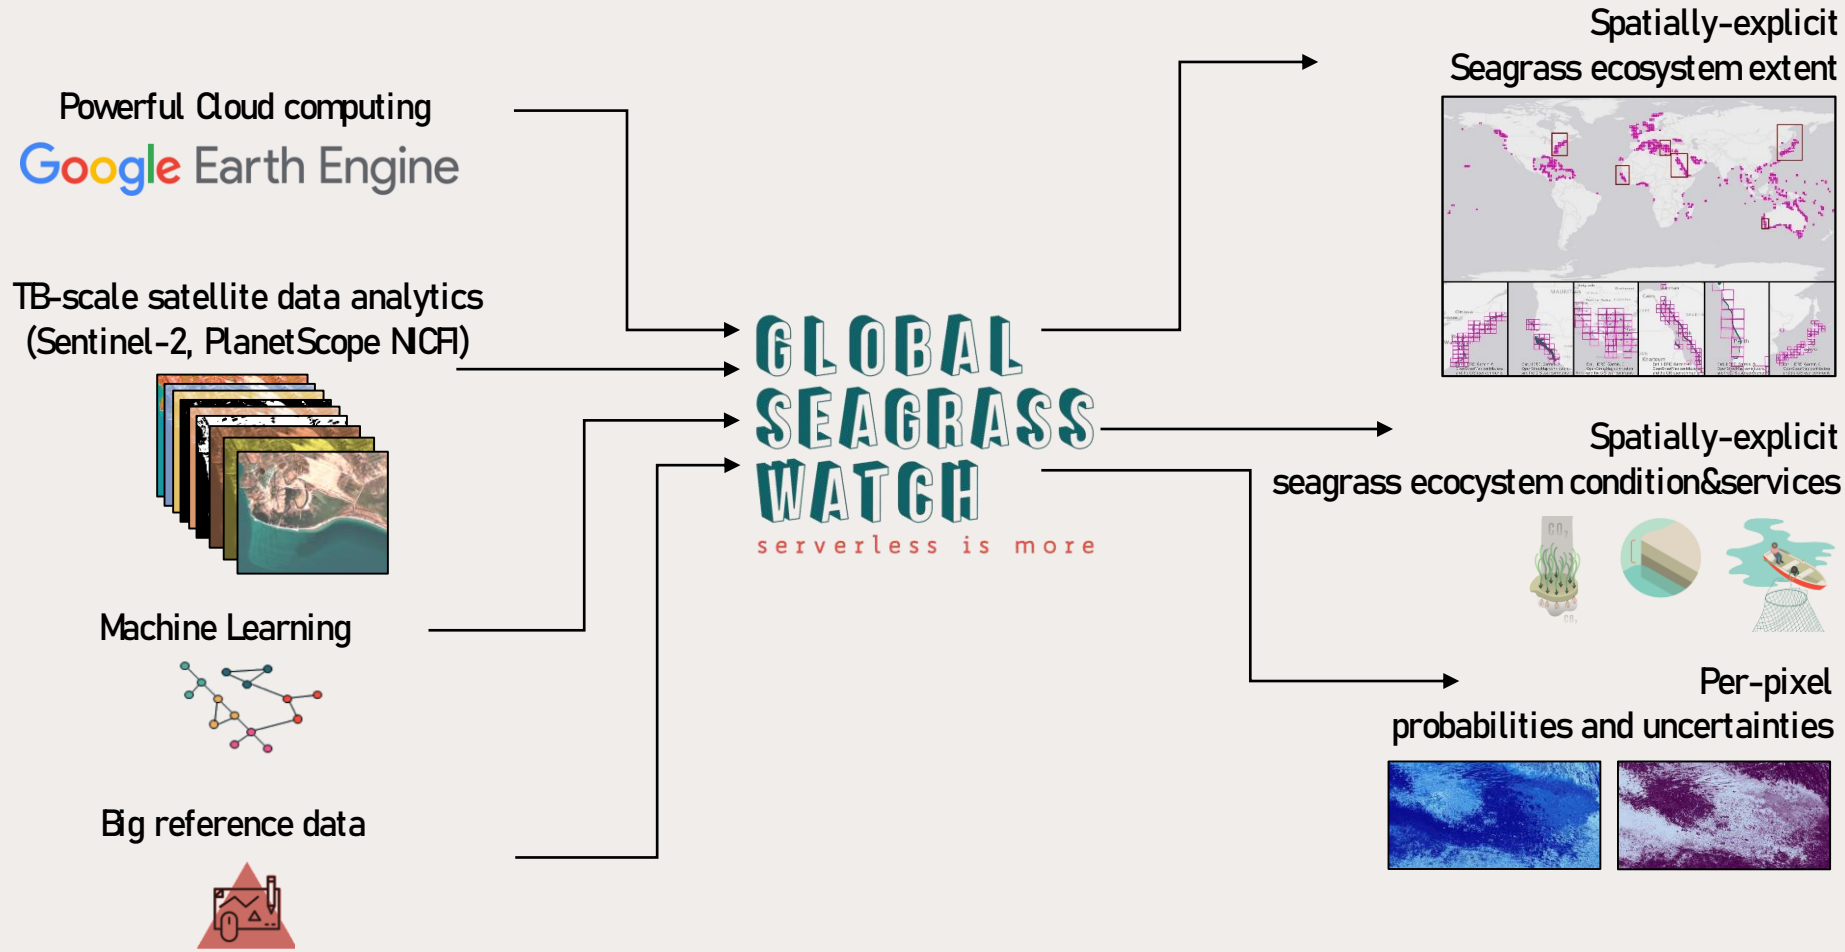 Powerful Cloud computing
Google Earth Engine
TB-scale satellite data analytics
(Sentinel-2, PlanetScope NICFI)
Machine Learning
Big reference data
GLOBAL
SEAGRASS
WATCH
serverless is more
Spatially-explicit
Seagrass ecosystem extent
Spatially-explicit
seagrass ecocystem condition&services
CO₂
CO₂
Per-pixel
probabilities and uncertainties